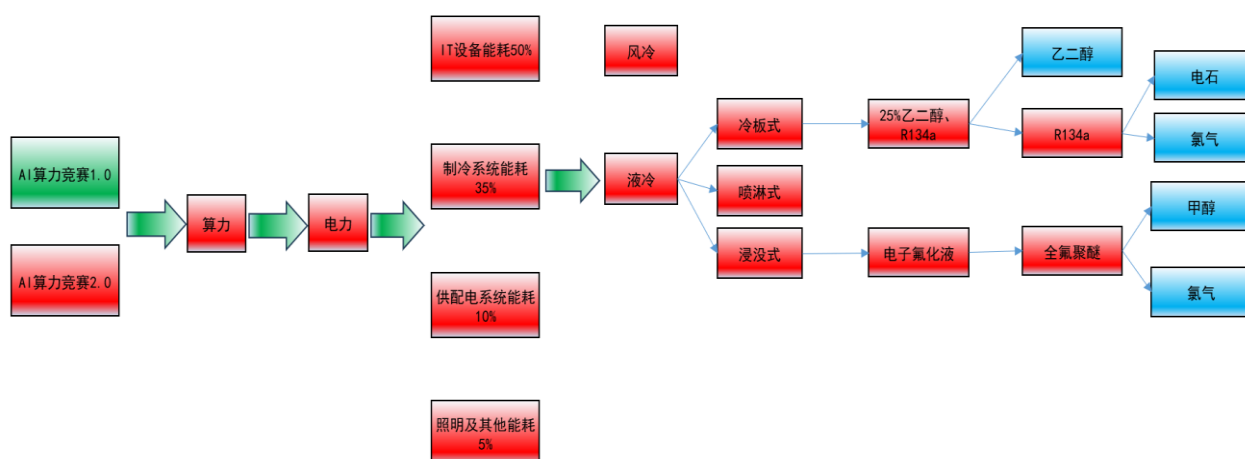 AI算力竞赛1.0
AI算力竞赛2.0
算力
电力
IT设备能耗50%
制冷系统能耗
35%
供配电系统能耗
10%
照明及其他能耗
5%
风冷
液冷
冷板式
喷淋式
浸没式
25%乙二醇、
R134a
电子氟化液
乙二醇
R134a
全氟聚醚
电石
氯气
甲醇
氯气